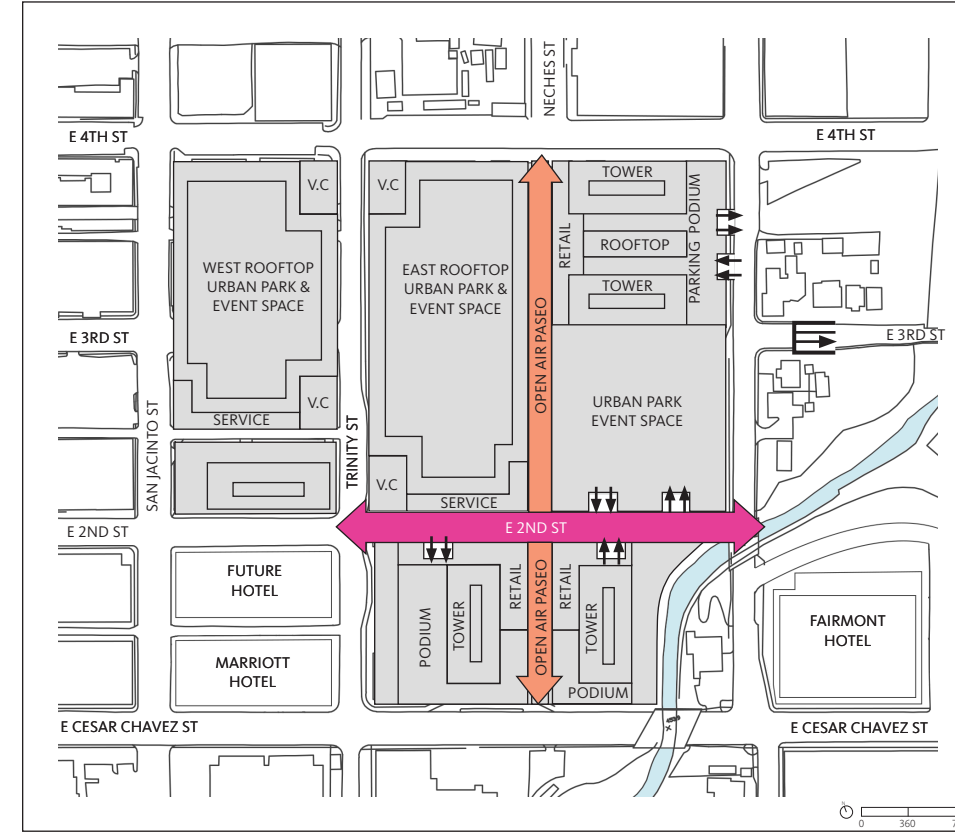 NECHES ST
E 4TH ST
E 4TH ST
V.C
V.C
TOWER
RETAIL
ROOFTOP
PARKING PODIUM
TOWER
WEST ROOFTOP
URBAN PARK &
EVENT SPACE
EAST ROOFTOP
URBAN PARK &
EVENT SPACE
OPEN AIR PASEO
E 3RD ST
E 3RD ST
V.C
SERVICE
URBAN PARK
EVENT SPACE
SAN JACINTO ST
TRINITY ST
V.C
SERVICE
E 2ND ST
E 2ND ST
FUTURE
HOTEL
MARRIOTT
HOTEL
PODIUM
TOWER
RETAIL
OPEN AIR PASEO
RETAIL
TOWER
PODIUM
FAIRMONT
HOTEL
E CESAR CHAVEZ ST
E CESAR CHAVEZ ST
N
0 360